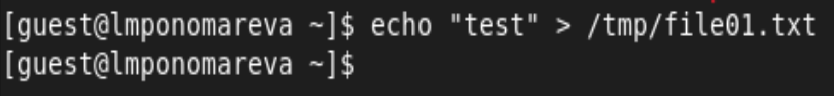 [guest@lmponomareva ~]$ echo "test" > /tmp/file01.txt
[guest@lmponomareva ~]$